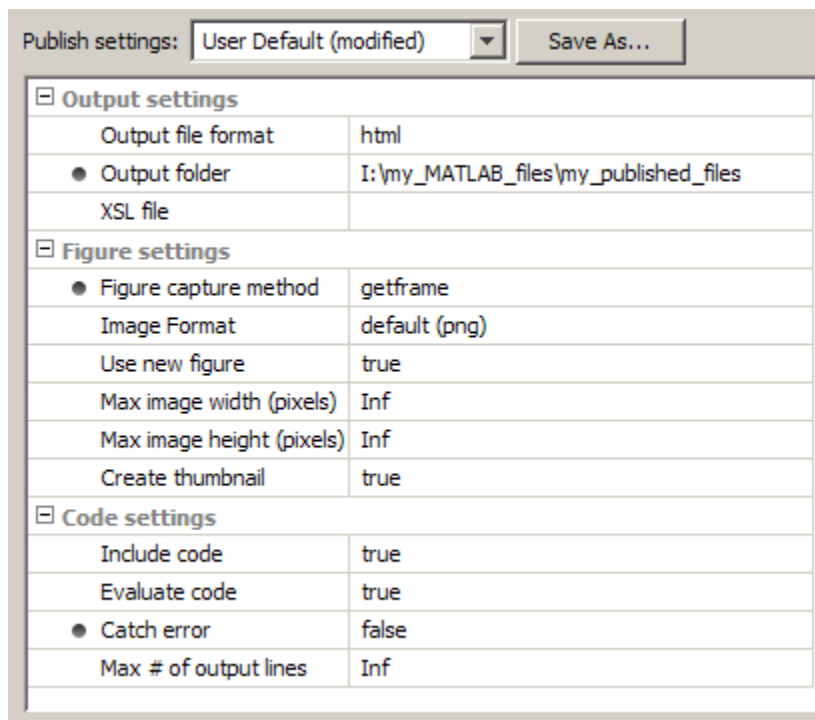 Publish settings: User Default (modified) Save As...
Output settings
Output file format html
Output folder I:\my_MATLAB_files\my_published_files
XSL file
Figure settings
Figure capture method getframe
Image Format default (png)
Use new figure true
Max image width (pixels) Inf
Max image height (pixels) Inf
Create thumbnail true
Code settings
Include code true
Evaluate code true
Catch error false
Max # of output lines Inf